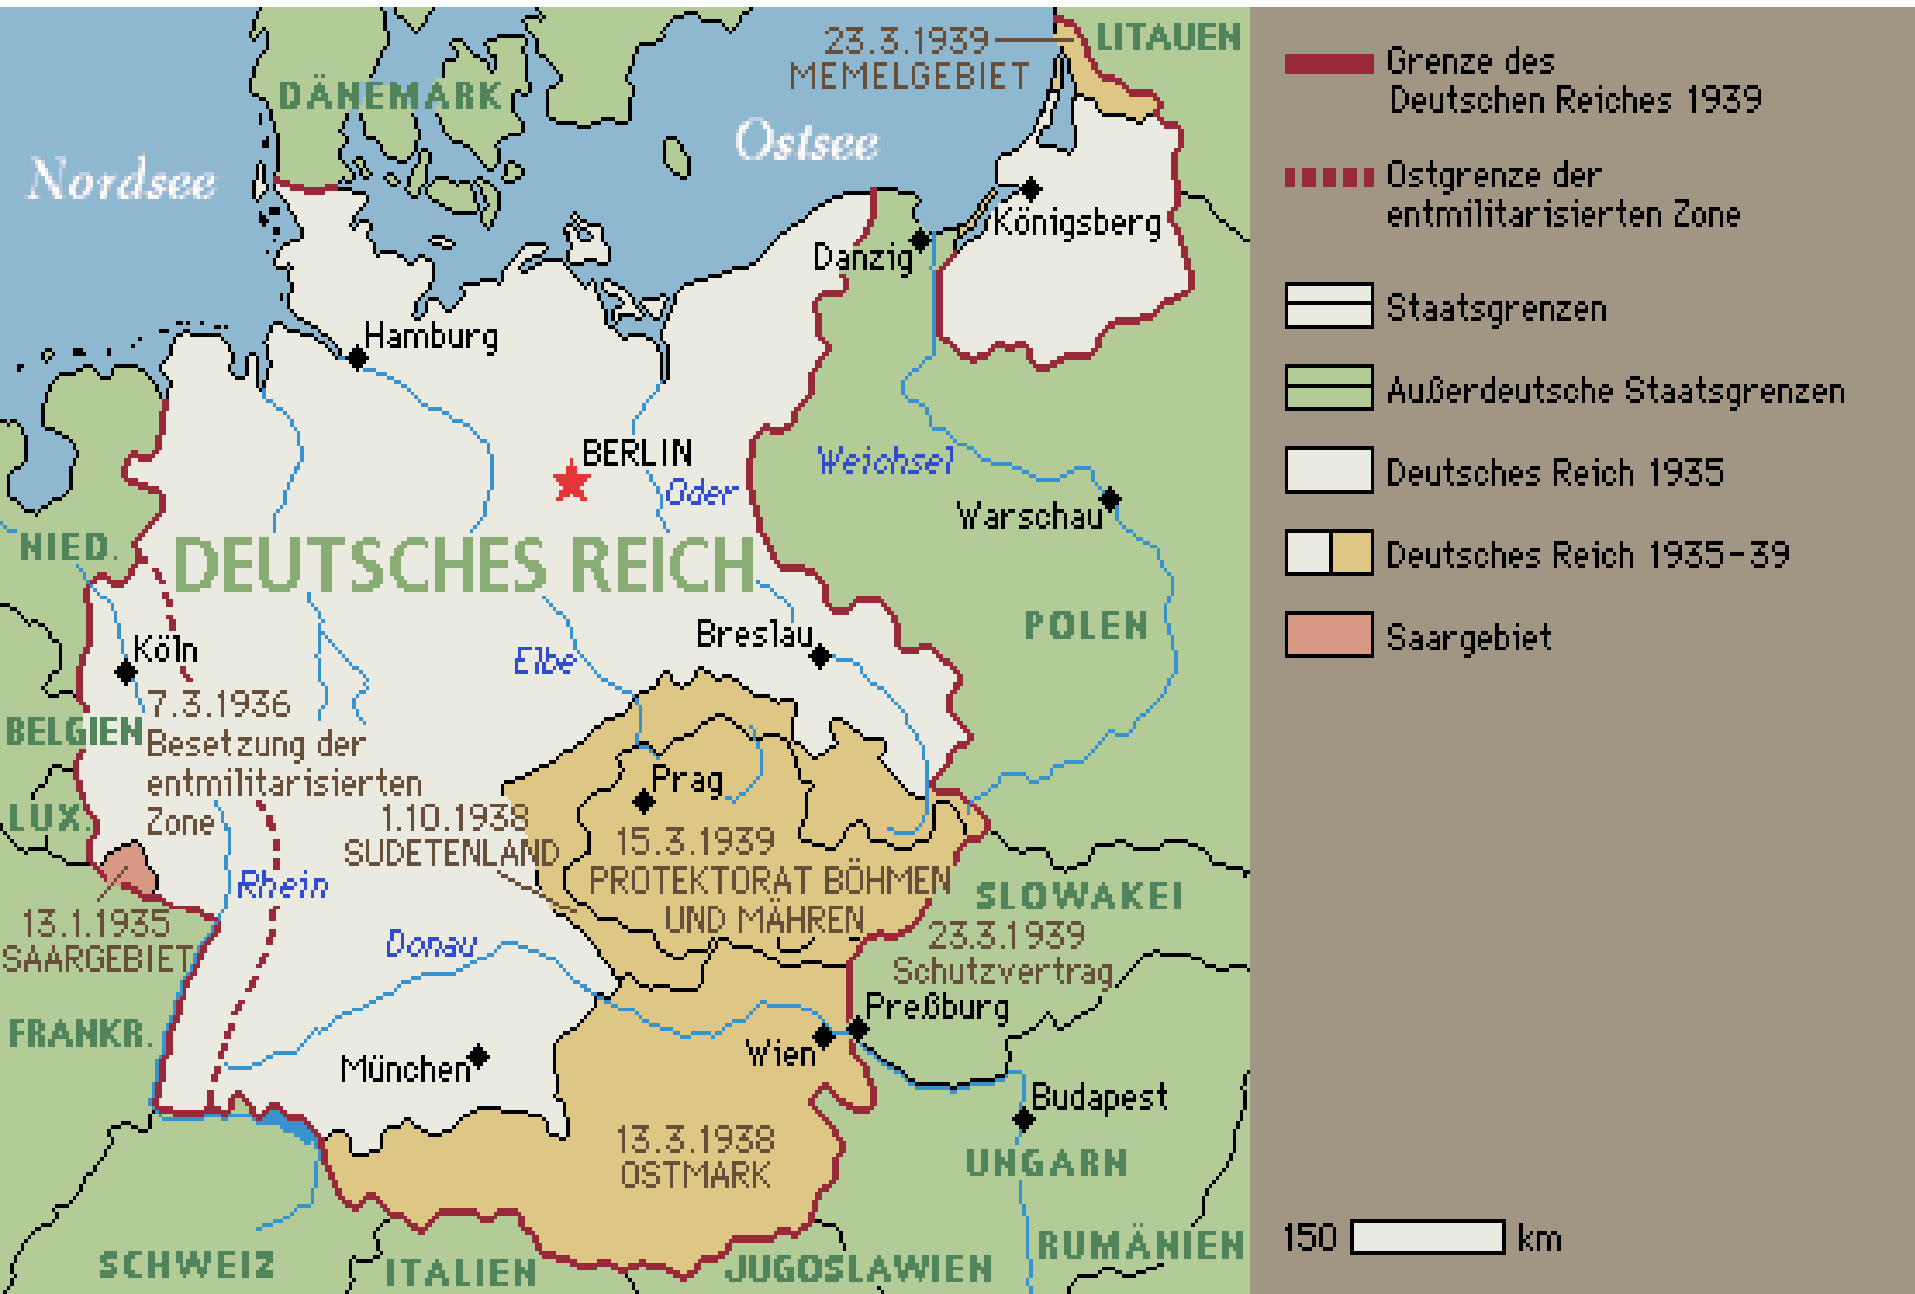 23.3.1939
MEMELGEBIET
LITAUEN
DÄNEMARK
Nordsee
Ostsee
Königsberg
Danzig
Hamburg
BERLIN
Oder
Weichsel
Warschau
NIED.
DEUTSCHES REICH
POLEN
Köln
Elbe
Breslau
BELGIEN
7.3.1936
Besetzung der
entmilitarisierten
Zone
LUX.
1.10.1938
SUDETENLAND
Prag
15.3.1939
PROTEKTORAT BÖHMEN
UND MÄHREN
Rhein
13.1.1935
SAARGEBIET
Donau
SLOWAKEI
23.3.1939
Schutzvertrag
Preßburg
FRANKR.
München
Wien
Budapest
13.3.1938
OSTMARK
UNGARN
SCHWEIZ
ITALIEN
JUGOSLAWIEN
RUMÄNIEN
Grenze des
Deutschen Reiches 1939
Ostgrenze der
entmilitarisierten Zone
Staatsgrenzen
Außerdeutsche Staatsgrenzen
Deutsches Reich 1935
Deutsches Reich 1935-39
Saargebiet
150 km